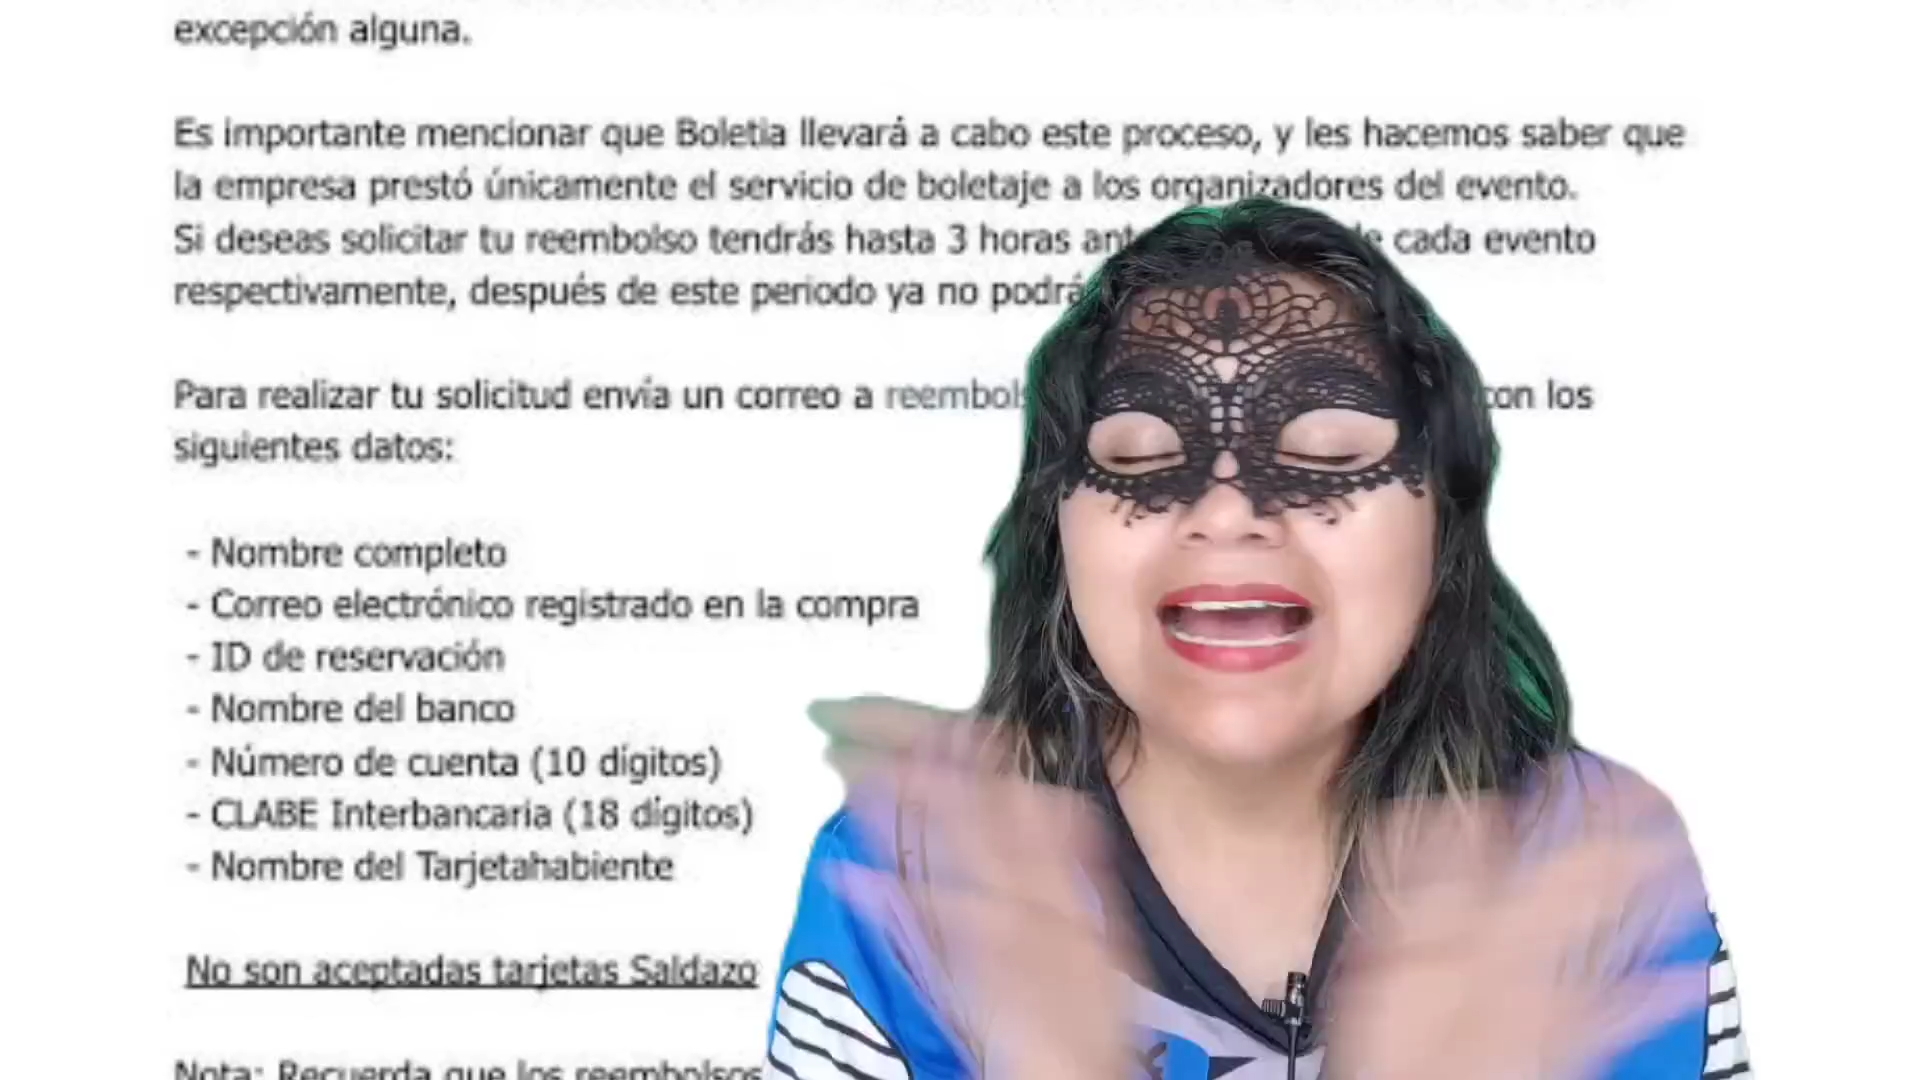 excepción alguna.
Es importante mencionar que Boletia llevará a cabo este proceso, y les hacemos saber que
la empresa prestó únicamente el servicio de boletaje a los organizadores del evento.
Si deseas solicitar tu reembolso tendrás hasta 3 horas cada evento
respectivamente, después de este periodo ya no
Para realizar tu solicitud envía un correo a con los
siguientes datos:
- Nombre completo
- Correo electrónico registrado en la compra
- ID de reservación
- Nombre del banco
- Número de cuenta (10 dígitos)
- CLABE Interbancaria (18 dígitos)
- Nombre del Tarjetahabiente
No son aceptadas tarjetas Saldazo
Nota: Recuerda que los reembolsos